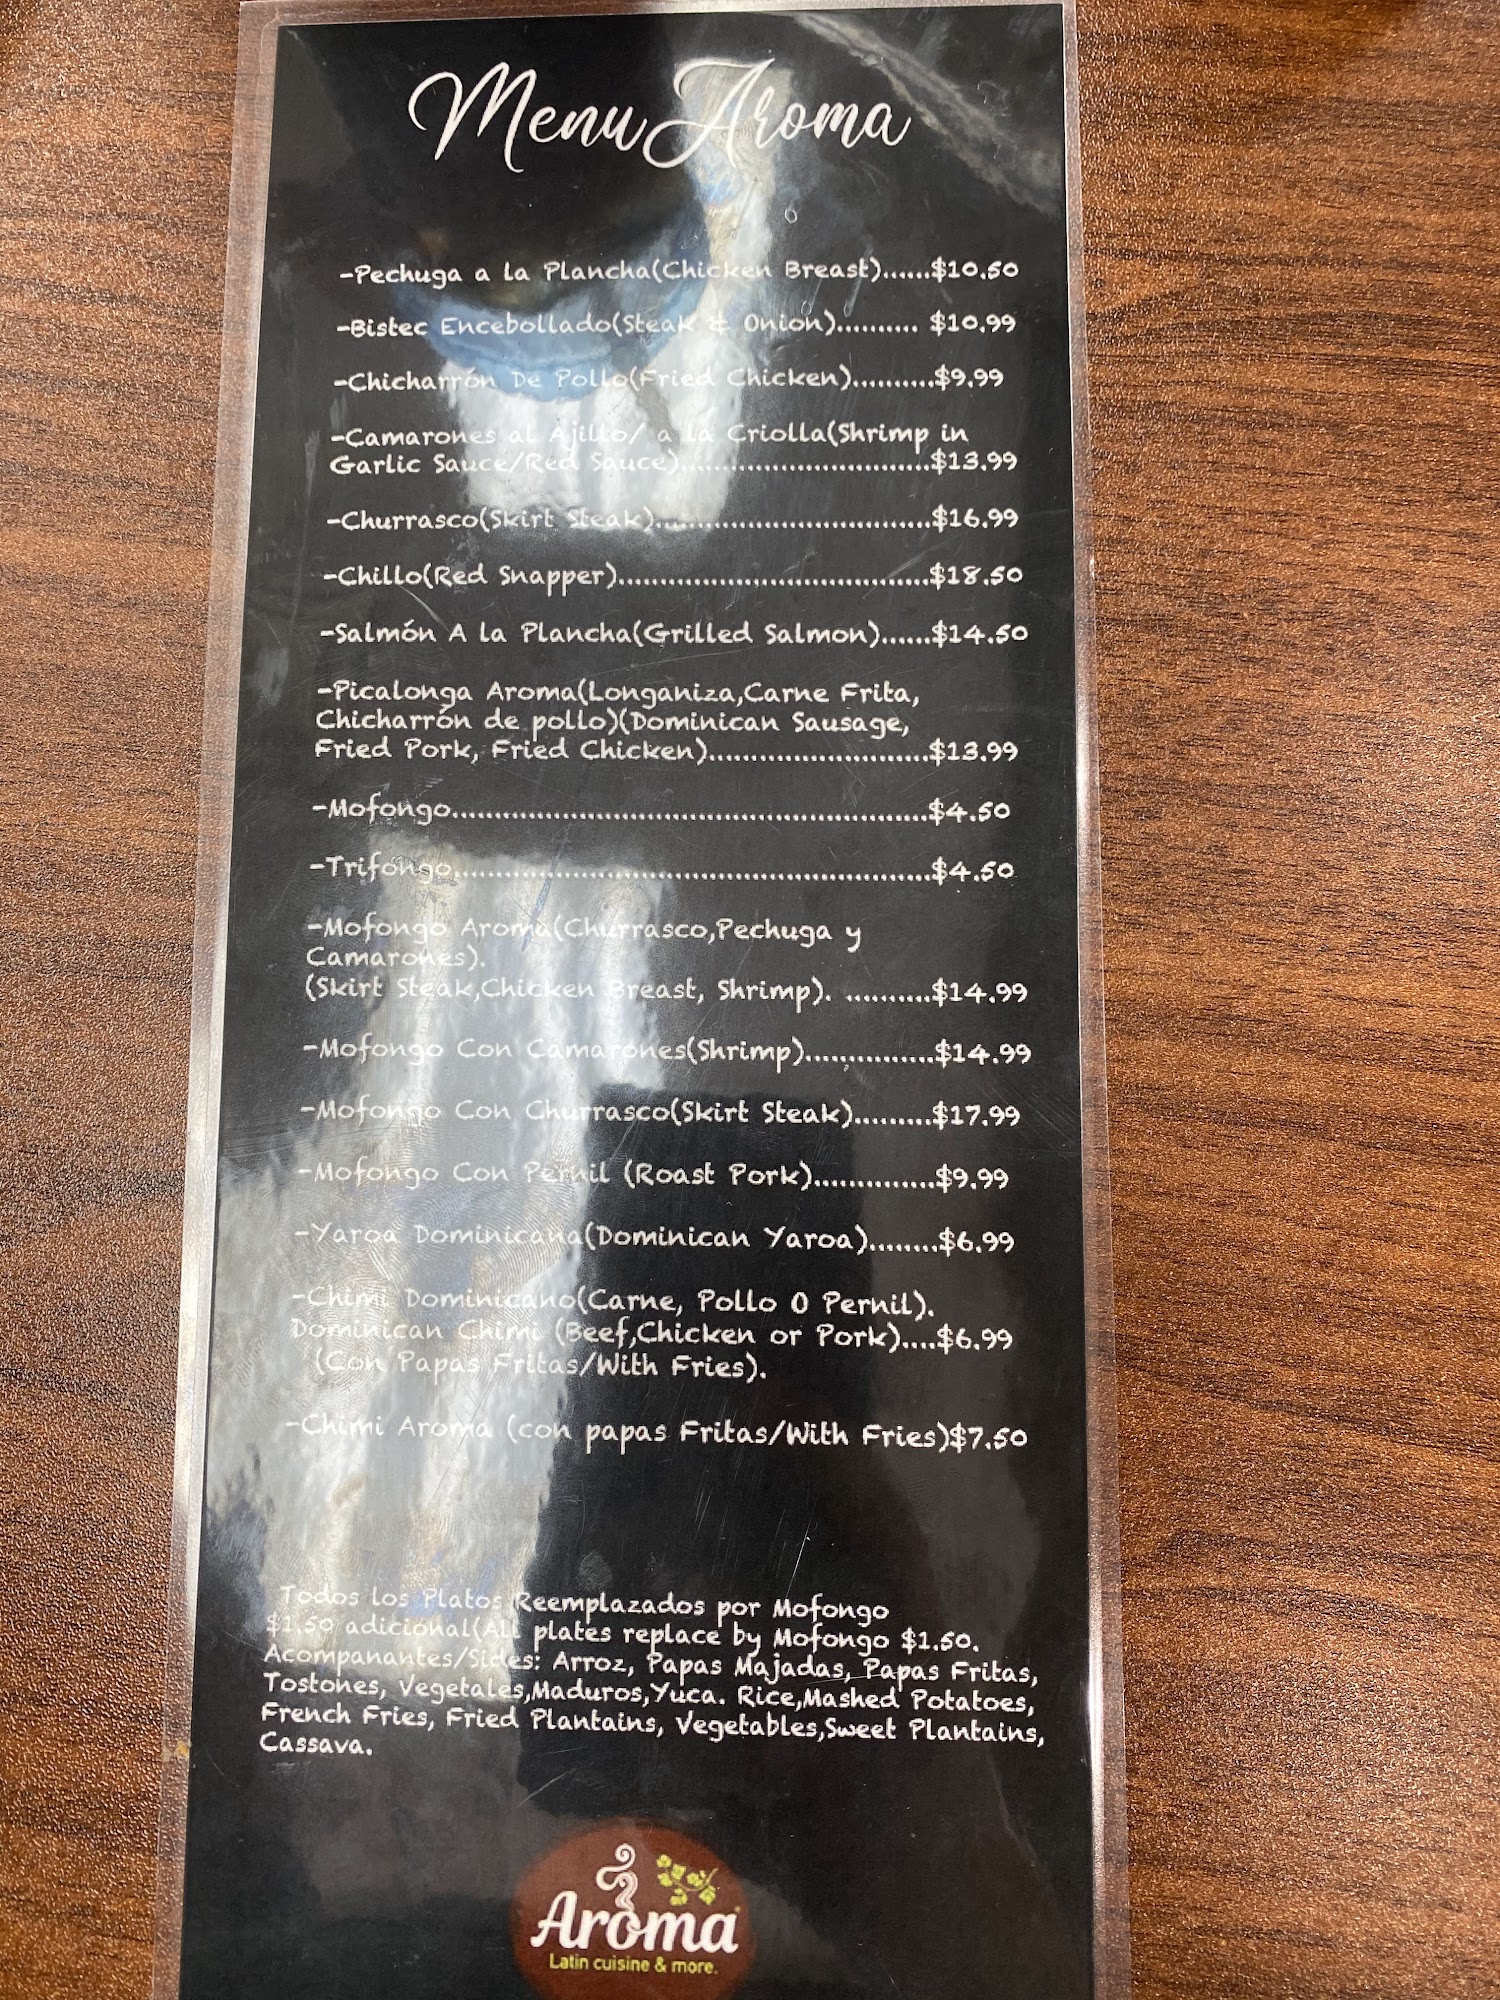 Menu Aroma
-Pechuga a la Plancha(Chicken Breast)......$10.50
-Bistec Encebollado(Steak & Onion).......... $10.99
-Chicharrón De Pollo(Fried Chicken)..........$9.99
-Camarones al Ajillo/ a la Criolla(Shrimp in
Garlic Sauce/Red Sauce)..............................$13.99
-Churrasco(Skirt Steak).................................$16.99
-Chillo(Red Snapper).....................................$18.50
-Salmón A la Plancha(Grilled Salmon)......$14.50
-Picalonga Aroma(Longaniza,Carne Frita,
Chicharrón de pollo)(Dominican Sausage,
Fried Pork, Fried Chicken)..........................$13.99
-Mofongo.........................................................$4.50
-Trifongo.........................................................$4.50
-Mofongo Aroma(Churrasco,Pechuga y
Camarones).
(Skirt Steak,Chicken Breast, Shrimp). ..........$14.99
-Mofongo Con Camarones(Shrimp)...............$14.99
-Mofongo Con Churrasco(Skirt Steak).........$17.99
-Mofongo Con Pernil (Roast Pork)..............$9.99
-Yaroa Dominicana(Dominican Yaroa)........$6.99
-Chimi Dominicano(Carne, Pollo O Pernil).
Dominican Chimi (Beef,Chicken or Pork)....$6.99
(Con Papas Fritas/With Fries).
-Chimi Aroma (con papas Fritas/With Fries)$7.50
Todos los Platos Reemplazados por Mofongo
$1.50 adicional(All plates replace by Mofongo $1.50.
Acompanantes/Sides: Arroz, Papas Majadas, Papas Fritas,
Tostones, Vegetales,Maduros,Yuca. Rice,Mashed Potatoes,
French Fries, Fried Plantains, Vegetables,Sweet Plantains,
Cassava.
Aroma
Latin cuisine & more.